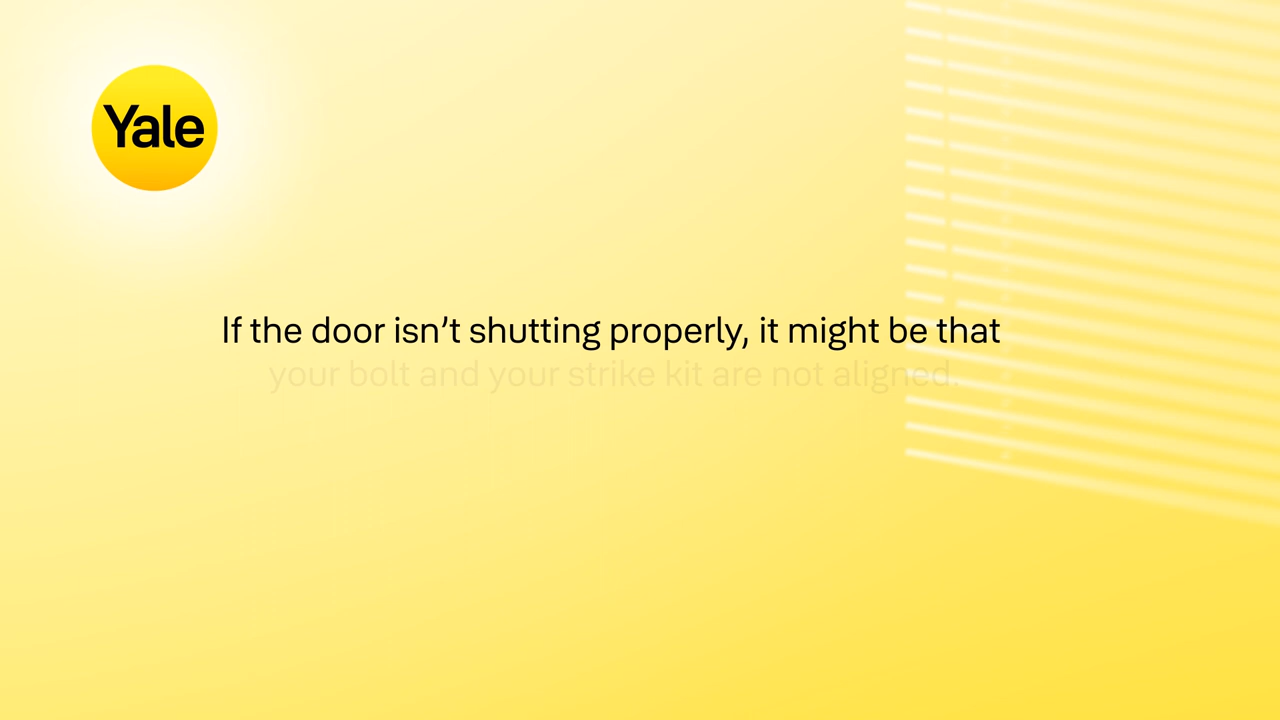 Yale
If the door isn't shutting properly, it might be that
your bolt and your strike kit are not aligned.